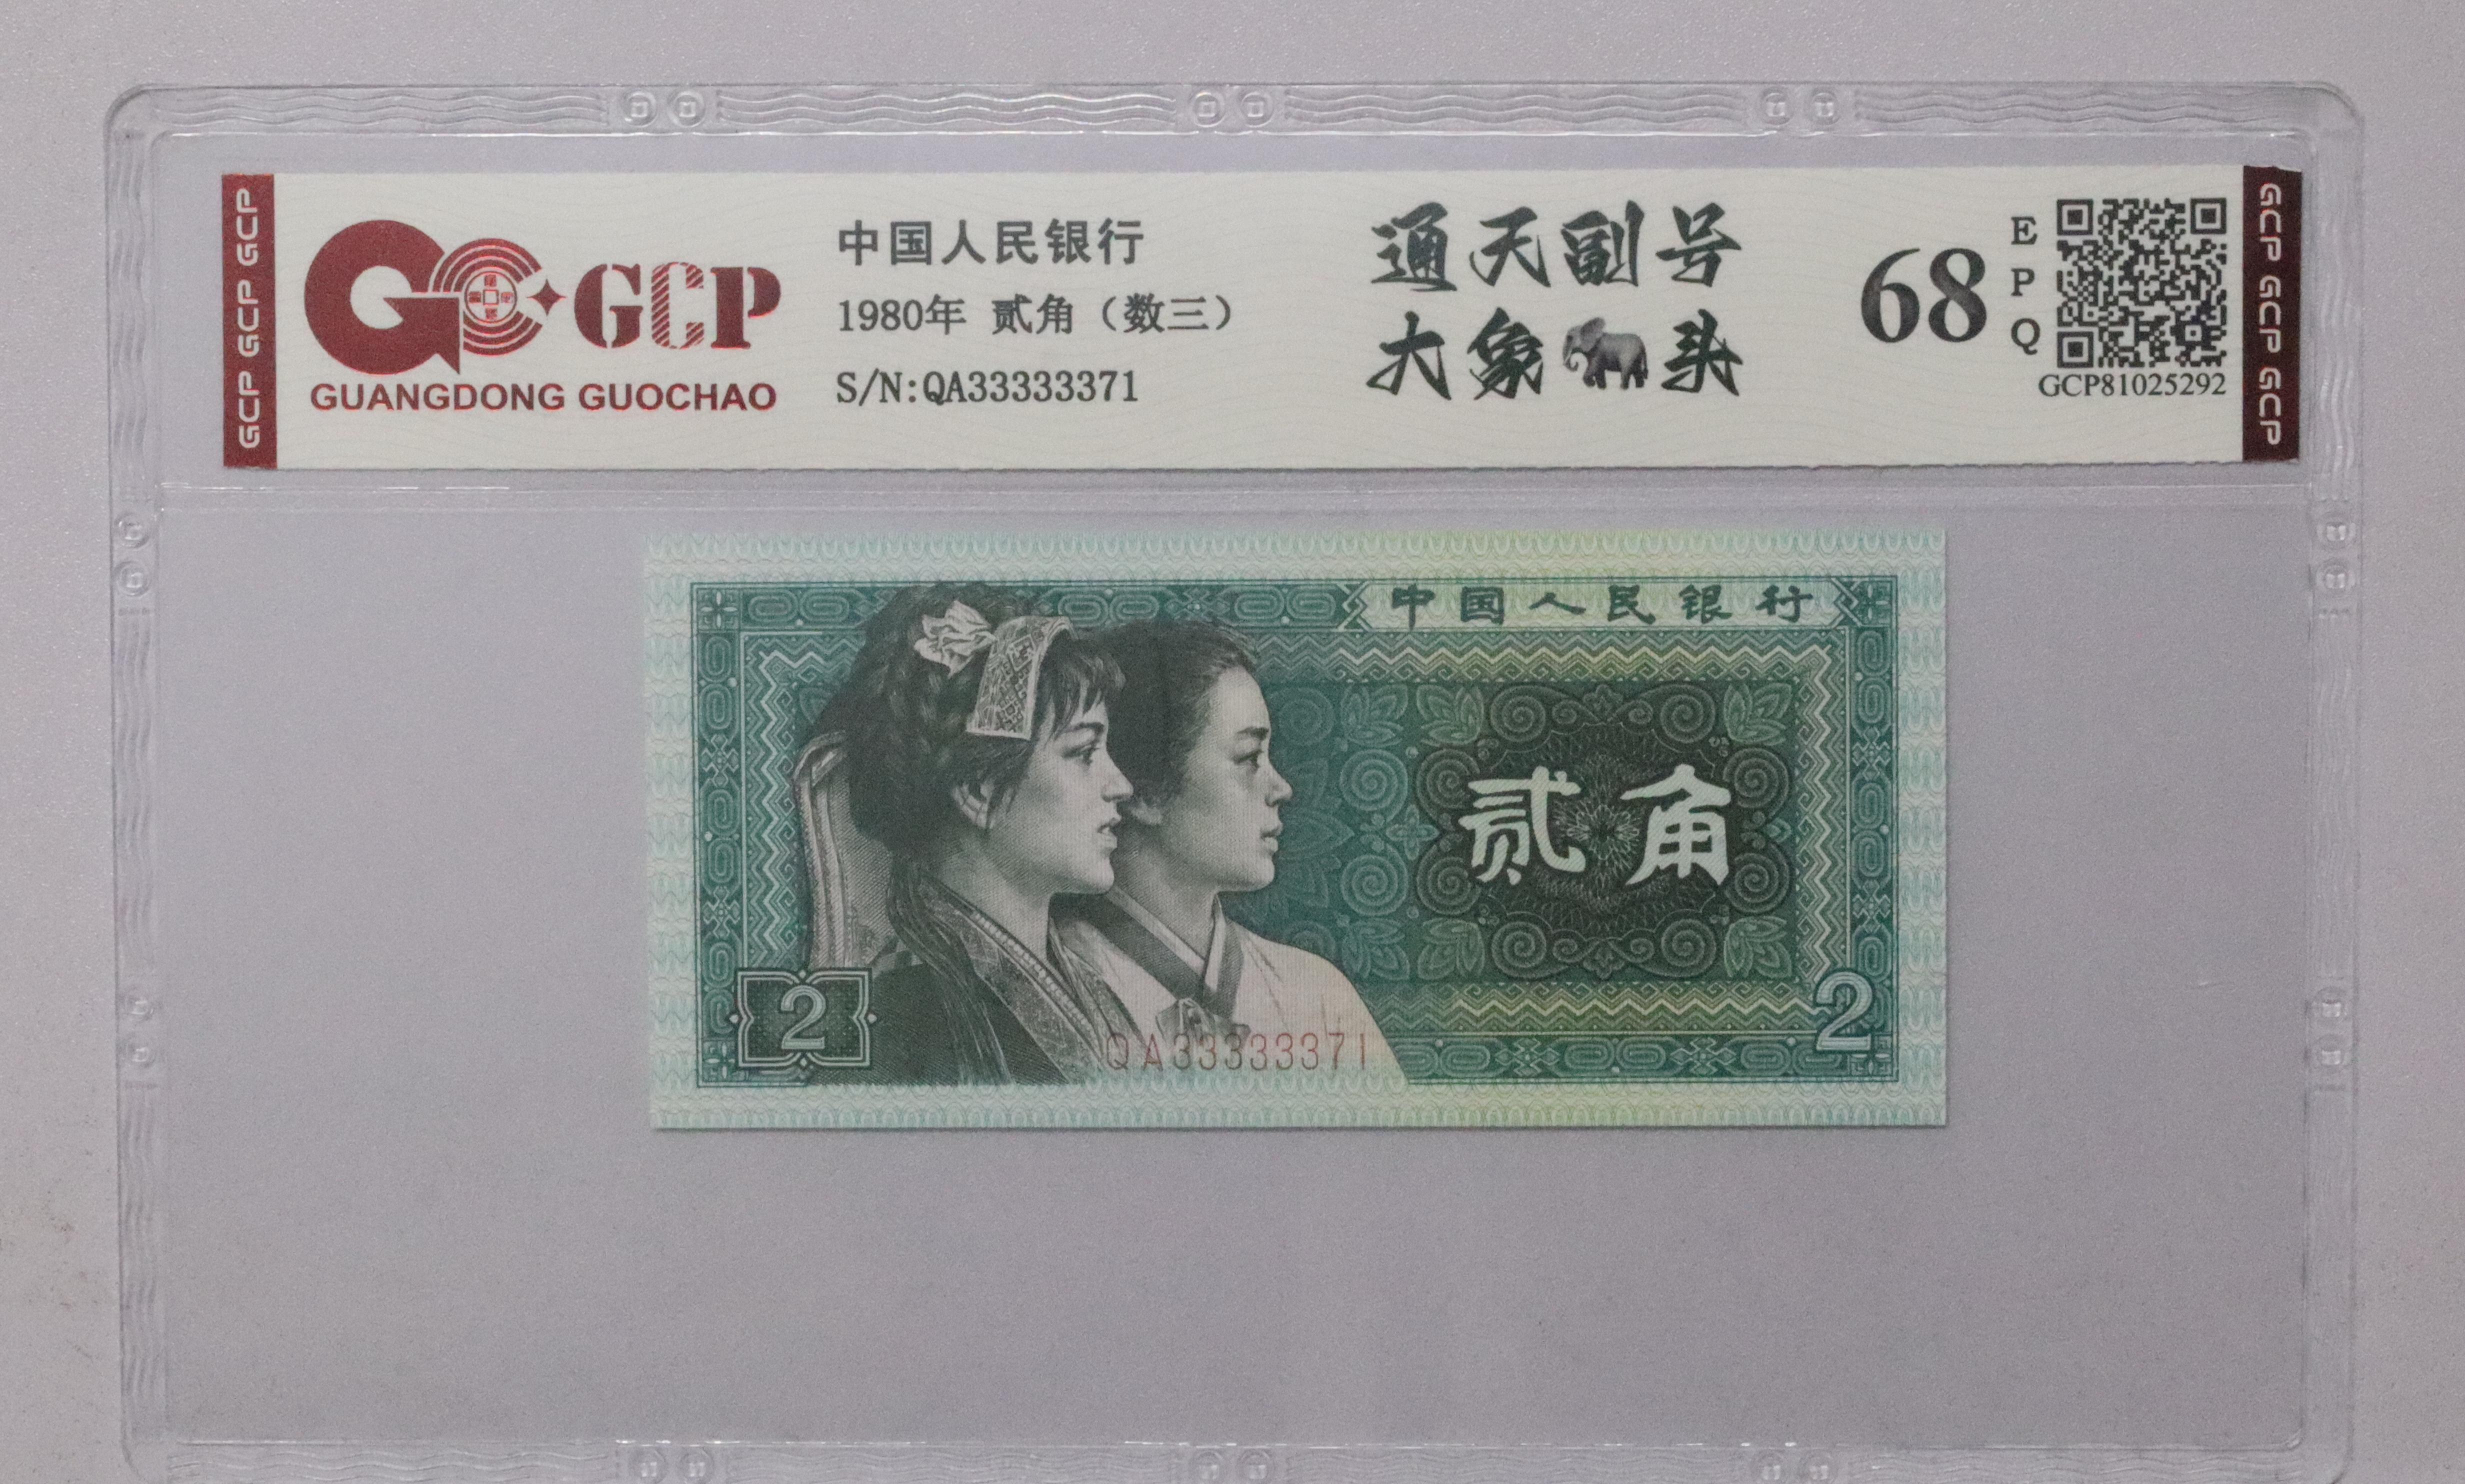 GCP GCP GCP
GCP
GUANGDONG GUOCHAO
中国人民银行
1980年 贰角（数三）
S/N:QA33333371
通天副号
大象🐘头
68
EPQ
GCP81025292
GCP GCP GCP
中国人民银行
贰角
2
2
QA33333371